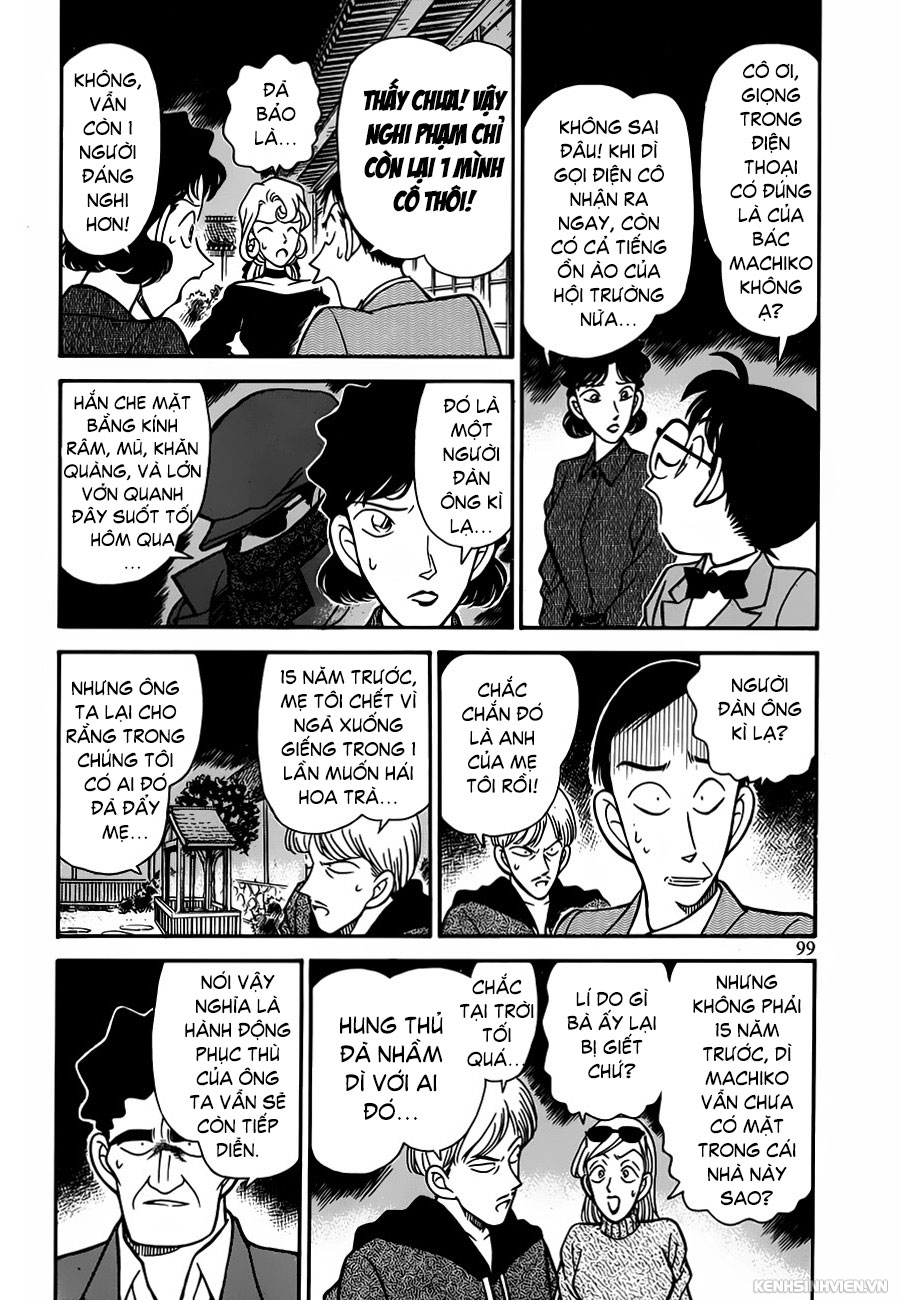 CÔ ƠI,
GIỌNG
TRONG
ĐIỆN
THOẠI
CÓ ĐÚNG
LÀ CỦA
BÁC
MACHIKO
KHÔNG
Ạ?
KHÔNG SAI
ĐÂU! KHI DÌ
GỌI ĐIỆN CÔ
NHẬN RA
NGAY, CÒN
CÓ CẢ TIẾNG
ỒN ÀO CỦA
HỘI TRƯỜNG
NỮA...
THẤY CHƯA! VẬY
NGHI PHẠM CHỈ
CÒN LẠI 1 MÌNH
CÔ THÔI!
ĐÃ
BẢO
LÀ...
KHÔNG,
VẪN
CÒN 1
NGƯỜI
ĐÁNG
NGHI
HƠN!
ĐÓ LÀ
MỘT
NGƯỜI
ĐÀN
ÔNG KÌ
LẠ...
HẮN CHE MẶT
BẰNG KÍNH
RÂM, MŨ, KHĂN
QUÀNG, VÀ LỞN
VỞN QUANH
ĐÂY SUỐT TỐI
HÔM QUA...
NGƯỜI
ĐÀN ÔNG
KÌ LẠ?
CHẮC
CHẮN ĐÓ
LÀ ANH
CỦA MẸ
TÔI RỒI!
15 NĂM TRƯỚC,
MẸ TÔI CHẾT VÌ
NGÃ XUỐNG
GIẾNG TRONG 1
LẦN MUỐN HÁI
HOA TRÀ...
NHƯNG ÔNG
TA LẠI CHO
RẰNG TRONG
CHÚNG TÔI
CÓ AI ĐÓ
ĐÃ ĐẨY
MẸ...
99
NHƯNG
KHÔNG PHẢI
15 NĂM
TRƯỚC, DÌ
MACHIKO
VẪN CHƯA
CÓ MẶT
TRONG CÁI
NHÀ NÀY
SAO?
LÍ DO GÌ
BÀ ẤY LẠI
BỊ GIẾT
CHỨ?
CHẮC
TẠI TRỜI
TỐI
QUÁ...
HUNG THỦ
ĐÃ NHẦM
DÌ VỚI AI
ĐÓ...
NÓI VẬY
NGHĨA LÀ
HÀNH ĐỘNG
PHỤC THÙ
CỦA ÔNG
TA VẪN SẼ
CÒN TIẾP
DIỄN.
KENHSINHVIEN.VN